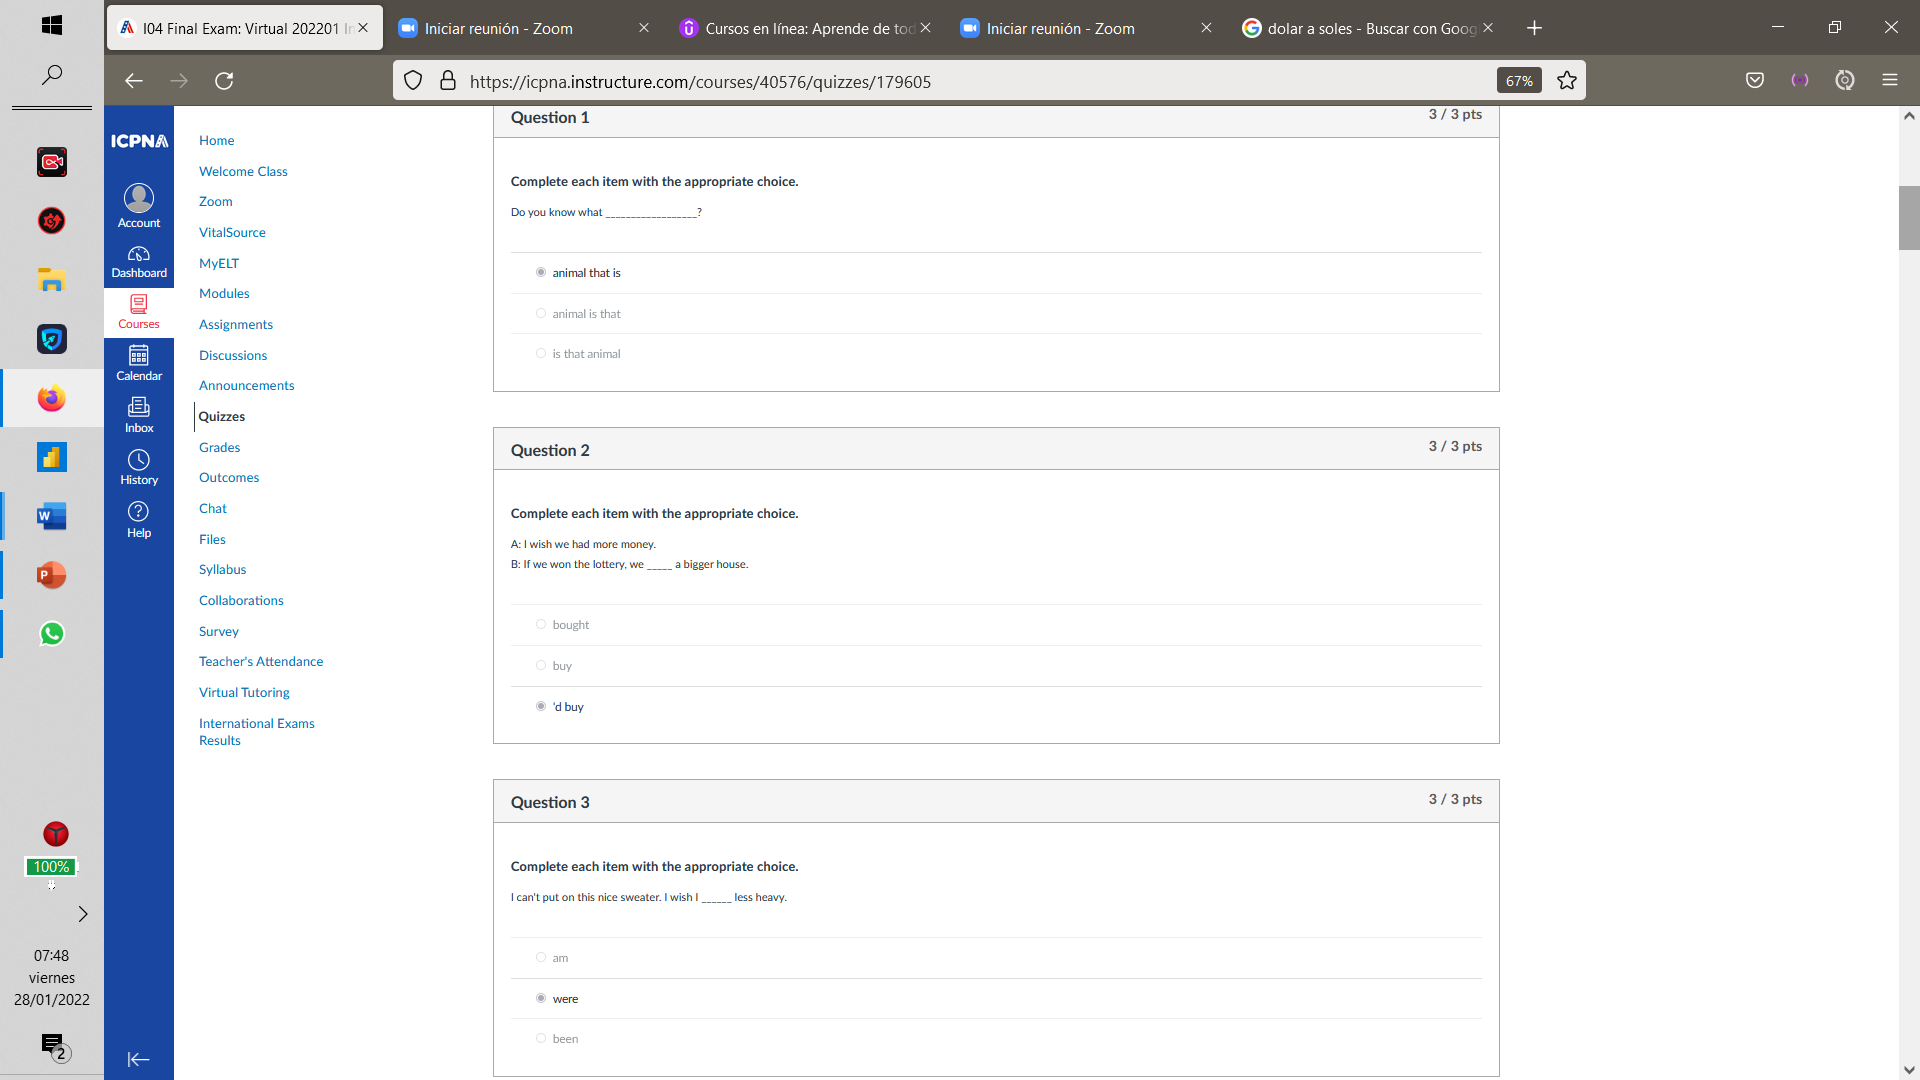 I04 Final Exam: Virtual 202201 In
Iniciar reunión - Zoom
Cursos en línea: Aprende de tod
Iniciar reunión - Zoom
dolar a soles - Buscar con Goog
https://icpna.instructure.com/courses/40576/quizzes/179605
67%
ICPNA
Account
Dashboard
Courses
Calendar
Inbox
History
Help
Home
Welcome Class
Zoom
VitalSource
MyELT
Modules
Assignments
Discussions
Announcements
Quizzes
Grades
Outcomes
Chat
Files
Syllabus
Collaborations
Survey
Teacher's Attendance
Virtual Tutoring
International Exams
Results
Question 1
3 / 3 pts
Complete each item with the appropriate choice.
Do you know what __________________?
animal that is
animal is that
is that animal
Question 2
3 / 3 pts
Complete each item with the appropriate choice.
A: I wish we had more money.
B: If we won the lottery, we _____ a bigger house.
bought
buy
'd buy
Question 3
3 / 3 pts
Complete each item with the appropriate choice.
I can't put on this nice sweater. I wish I ______ less heavy.
am
were
been
100%
07:48
viernes
28/01/2022
2